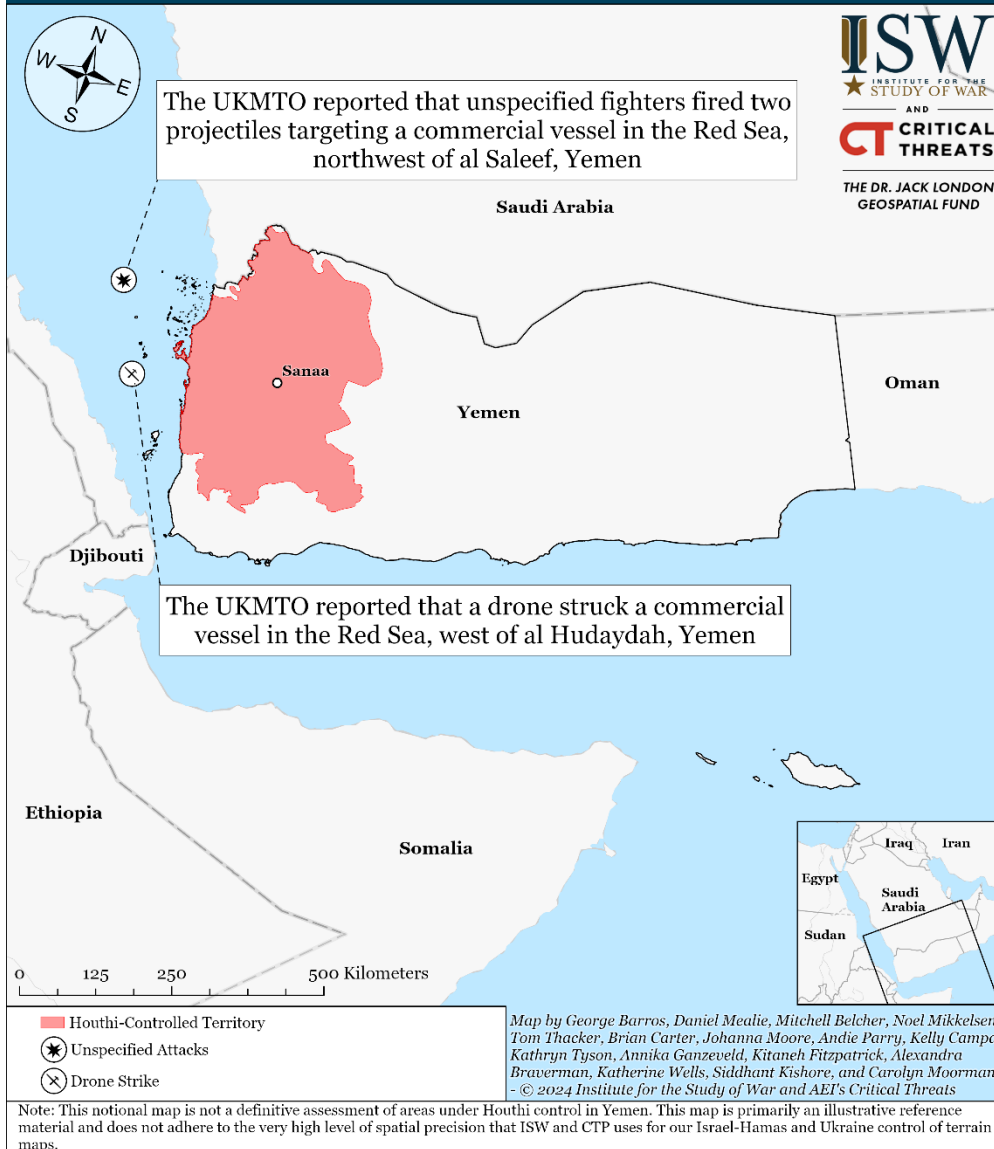 N
W
E
S
ISW
INSTITUTE FOR THE
STUDY OF WAR
AND
CT CRITICAL
THREATS
THE DR. JACK LONDON
GEOSPATIAL FUND
The UKMTO reported that unspecified fighters fired two
projectiles targeting a commercial vessel in the Red Sea,
northwest of al Saleef, Yemen
Saudi Arabia
Sanaa
Oman
Yemen
Djibouti
The UKMTO reported that a drone struck a commercial
vessel in the Red Sea, west of al Hudaydah, Yemen
Ethiopia
Somalia
Iraq
Iran
Egypt
Saudi
Arabia
Sudan
0 125 250 500 Kilometers
Houthi-Controlled Territory
Unspecified Attacks
Drone Strike
Map by George Barros, Daniel Mealie, Mitchell Belcher, Noel Mikkelsen
Tom Thacker, Brian Carter, Johanna Moore, Andie Parry, Kelly Campa
Kathryn Tyson, Annika Ganzeveld, Kitaneh Fitzpatrick, Alexandra
Braverman, Katherine Wells, Siddhant Kishore, and Carolyn Moorman
- © 2024 Institute for the Study of War and AEI's Critical Threats
Note: This notional map is not a definitive assessment of areas under Houthi control in Yemen. This map is primarily an illustrative reference
material and does not adhere to the very high level of spatial precision that ISW and CTP uses for our Israel-Hamas and Ukraine control of terrain
maps.